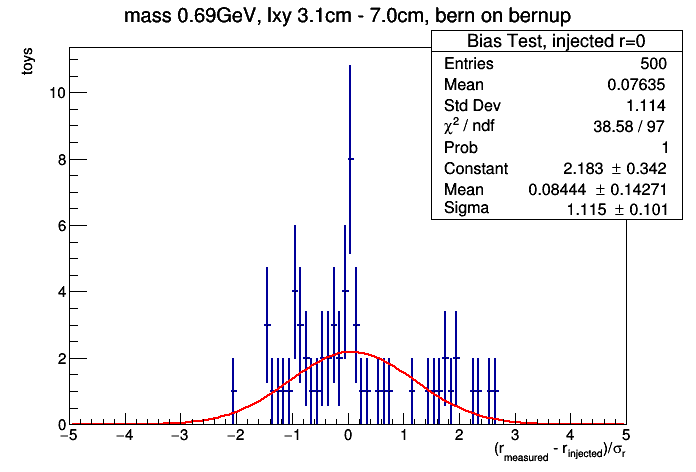 mass 0.69GeV, lxy 3.1cm - 7.0cm, bern on bernup
toys
Bias Test, injected r=0
Entries 500
Mean 0.07635
Std Dev 1.114
χ² / ndf 38.58 / 97
Prob 1
Constant 2.183 ± 0.342
Mean 0.08444 ± 0.14271
Sigma 1.115 ± 0.101
10
8
6
4
2
0
−5 −4 −3 −2 −1 0 1 2 3 4 5
(r_measured - r_injected)/σ_r